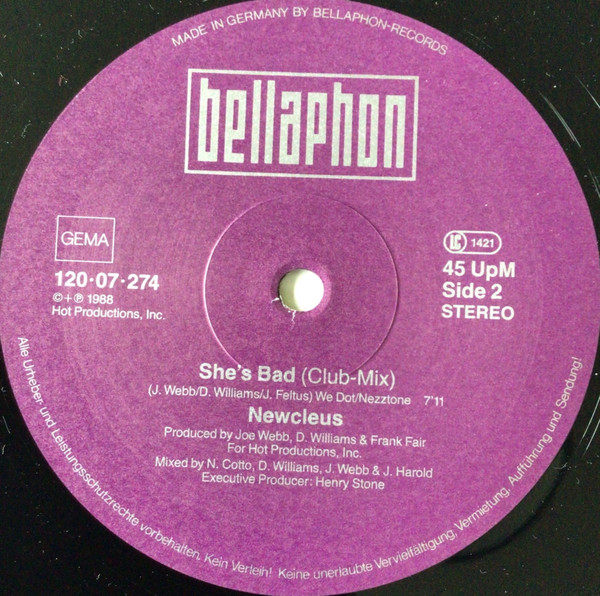 MADE IN GERMANY BY BELLAPHON-RECORDS
bellaphon
GEMA
120·07·274
©+Ⓟ 1988
Hot Productions, Inc.
LC 1421
45 UpM
Side 2
STEREO
She's Bad (Club-Mix)
(J. Webb/D. Williams/J. Feltus) We Dot/Nezztone 7'11
Newcleus
Produced by Joe Webb, D. Williams & Frank Fair
For Hot Productions, Inc.
Mixed by N. Cotto, D. Williams, J. Webb & J. Harold
Executive Producer: Henry Stone
Alle Urheber- und Leistungsschutzrechte vorbehalten. Kein Verleih! Keine unerlaubte Vervielfältigung, Vermietung, Aufführung und Sendung!